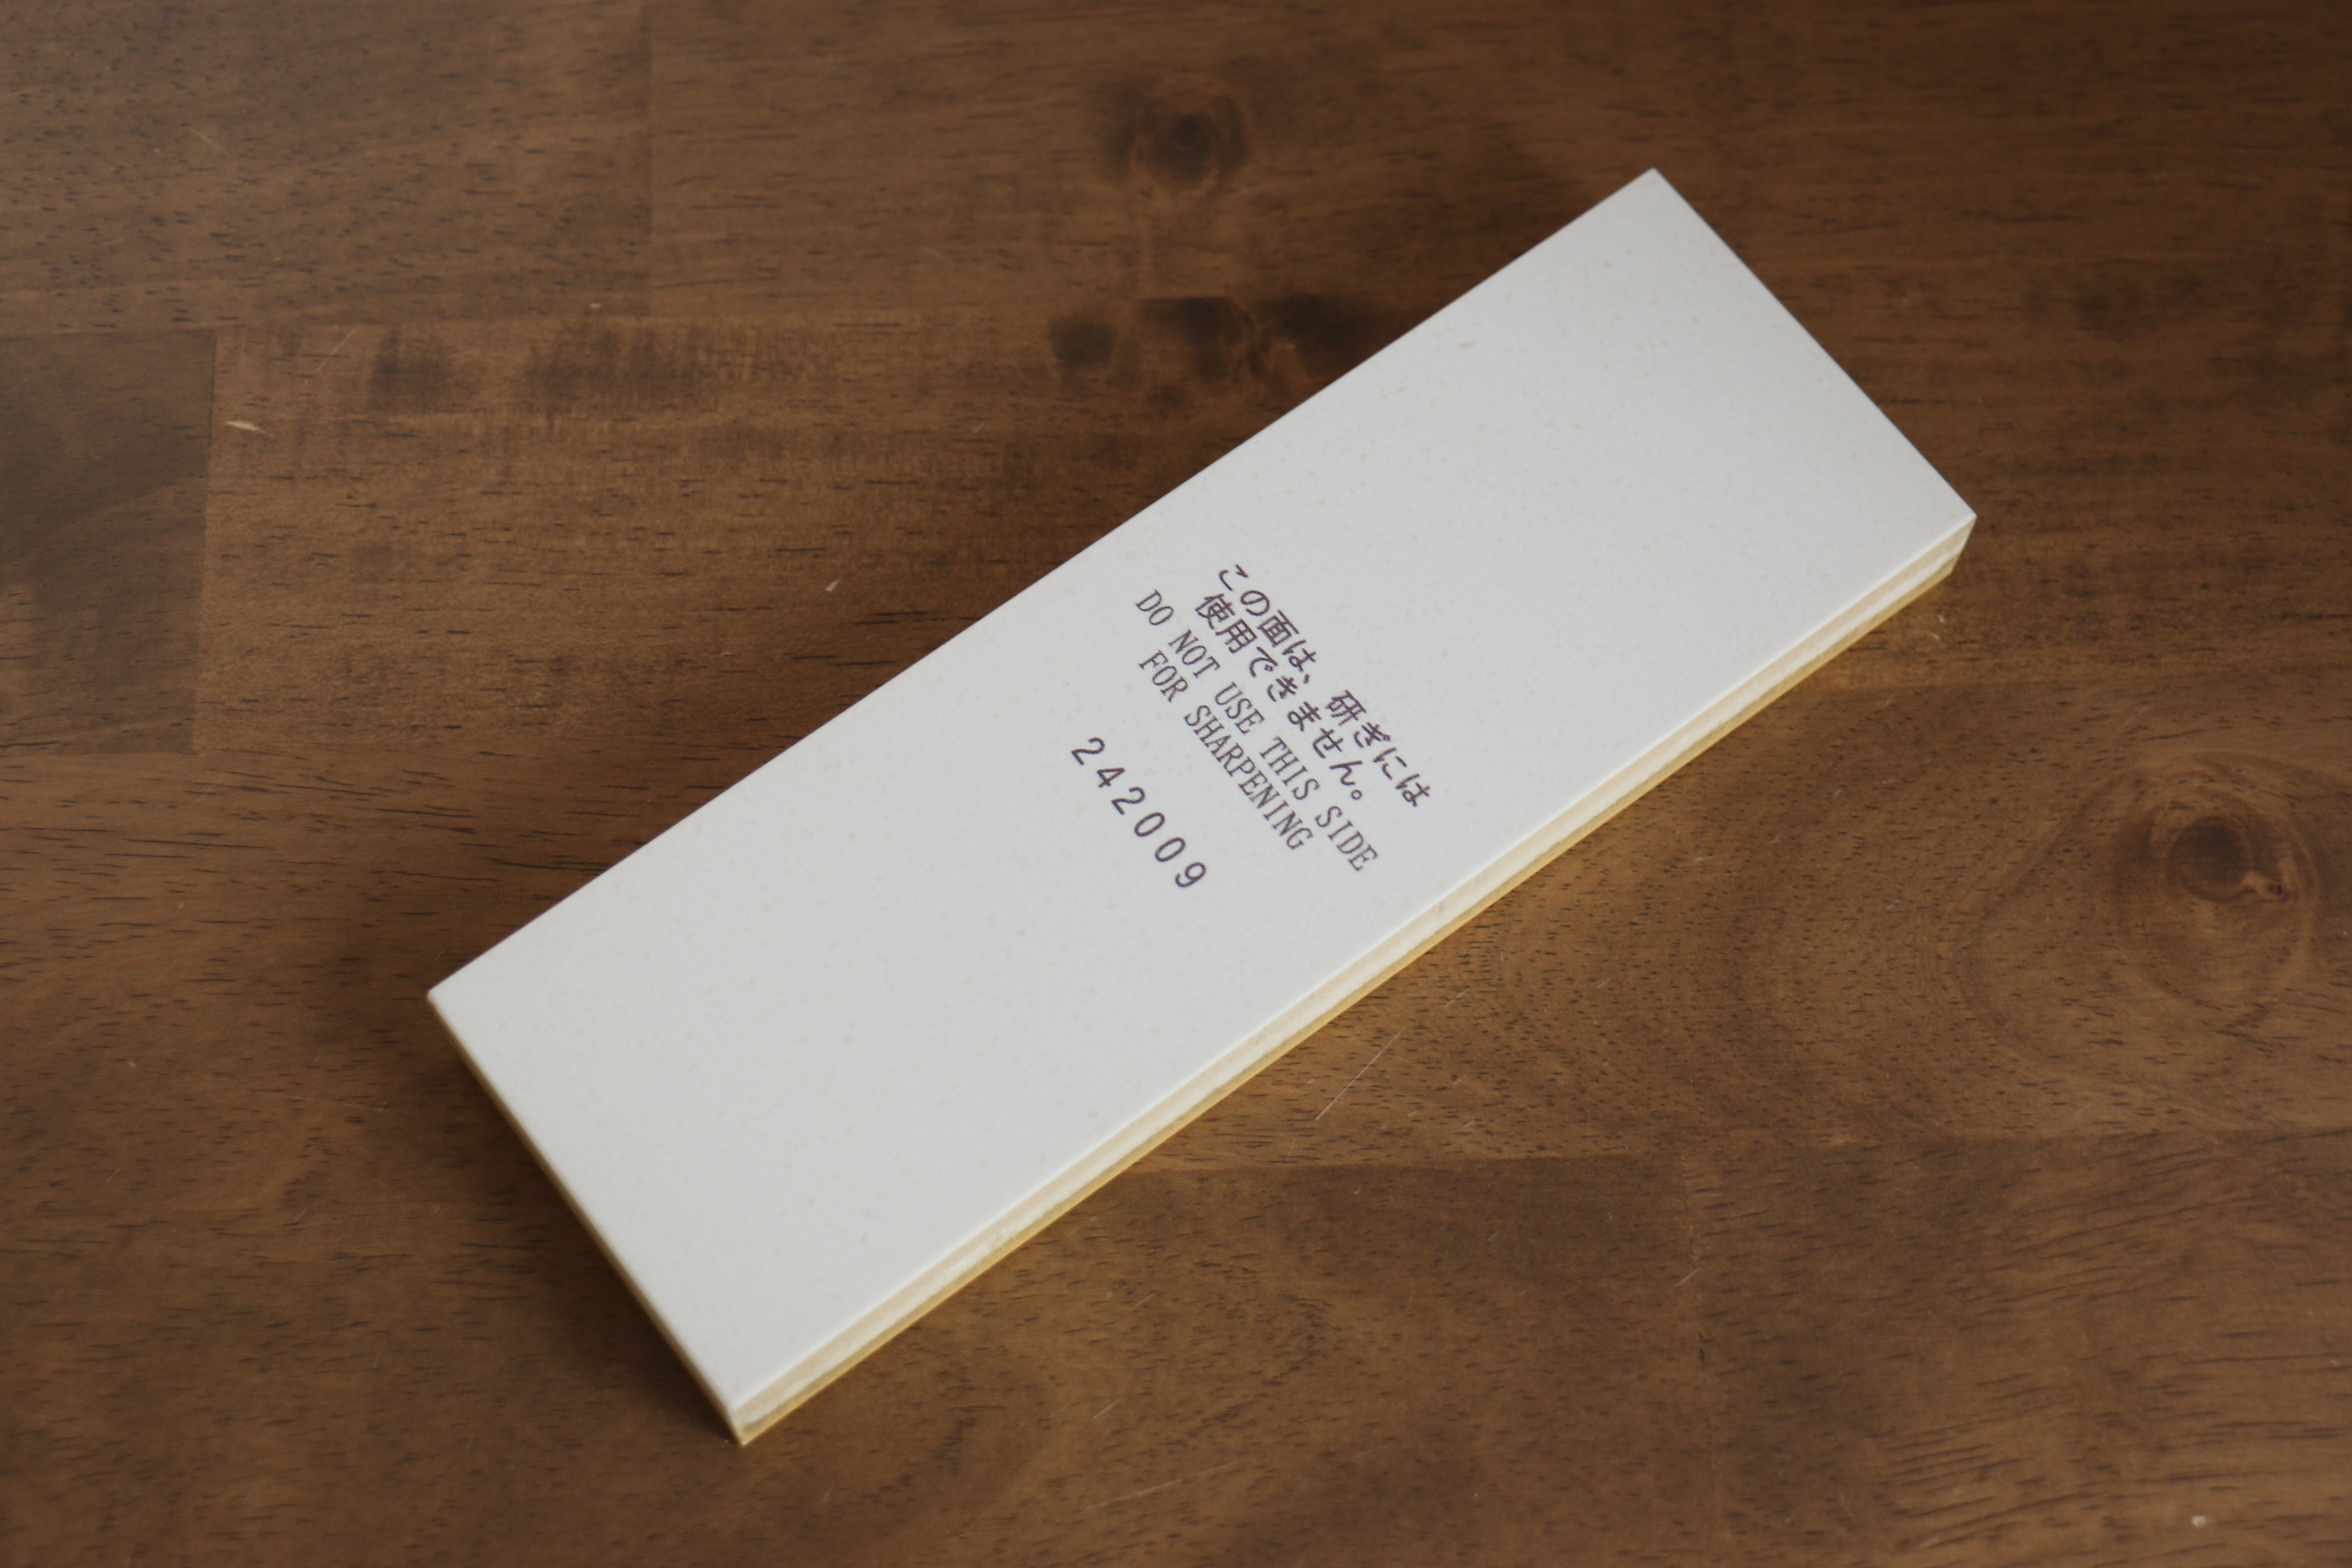 この面は、研ぎには
使用できません。
DO NOT USE THIS SIDE
FOR SHARPENING
242009